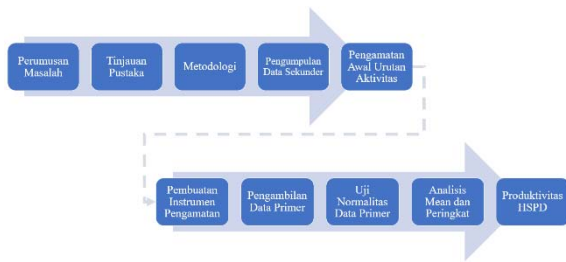 Perumusan
Masalah
Tinjauan
Pustaka
Metodologi
Pengumpulan
Data Sekunder
Pengamatan
Awal Urutan
Aktivitas
Pembuatan
Instrumen
Pengamatan
Pengambilan
Data Primer
Uji
Normalitas
Data Primer
Analisis
Mean dan
Peringkat
Produktivitas
HSPD